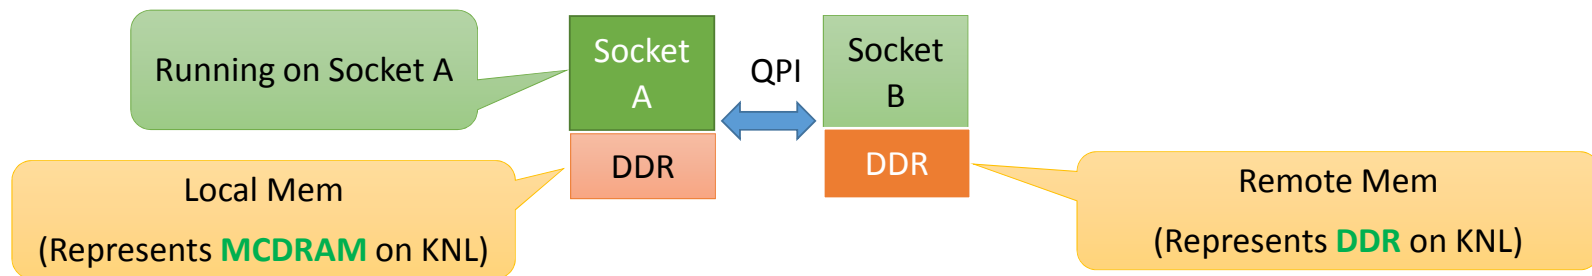 Running on Socket A
Socket
A
QPI
Socket
B
DDR
DDR
Local Mem
(Represents MCDRAM on KNL)
Remote Mem
(Represents DDR on KNL)